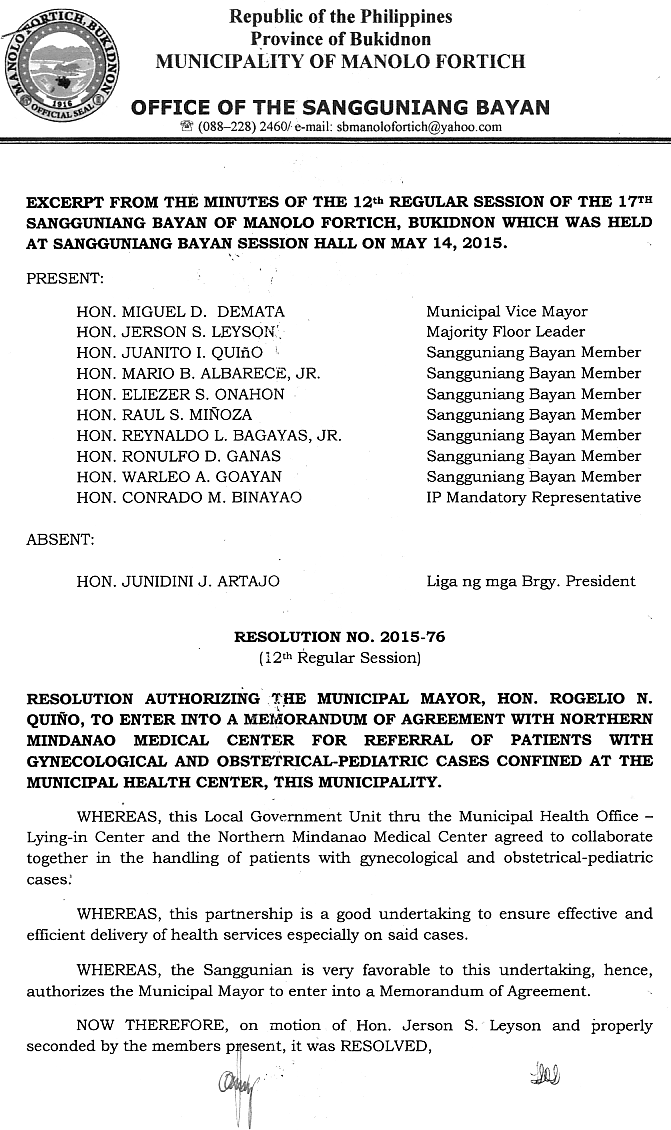 MANOLO FORTICH, BUKIDNON
1916
OFFICIAL SEAL
Republic of the Philippines
Province of Bukidnon
MUNICIPALITY OF MANOLO FORTICH
OFFICE OF THE SANGGUNIANG BAYAN
☏ (088-228) 2460/ e-mail: sbmanolofortich@yahoo.com
EXCERPT FROM THE MINUTES OF THE 12th REGULAR SESSION OF THE 17TH
SANGGUNIANG BAYAN OF MANOLO FORTICH, BUKIDNON WHICH WAS HELD
AT SANGGUNIANG BAYAN SESSION HALL ON MAY 14, 2015.
PRESENT:
HON. MIGUEL D. DEMATA Municipal Vice Mayor
HON. JERSON S. LEYSON Majority Floor Leader
HON. JUANITO I. QUIñO Sangguniang Bayan Member
HON. MARIO B. ALBARECE, JR. Sangguniang Bayan Member
HON. ELIEZER S. ONAHON Sangguniang Bayan Member
HON. RAUL S. MIÑOZA Sangguniang Bayan Member
HON. REYNALDO L. BAGAYAS, JR. Sangguniang Bayan Member
HON. RONULFO D. GANAS Sangguniang Bayan Member
HON. WARLEO A. GOAYAN Sangguniang Bayan Member
HON. CONRADO M. BINAYAO IP Mandatory Representative
ABSENT:
HON. JUNIDINI J. ARTAJO Liga ng mga Brgy. President
RESOLUTION NO. 2015-76
(12th Regular Session)
RESOLUTION AUTHORIZING THE MUNICIPAL MAYOR, HON. ROGELIO N.
QUIÑO, TO ENTER INTO A MEMORANDUM OF AGREEMENT WITH NORTHERN
MINDANAO MEDICAL CENTER FOR REFERRAL OF PATIENTS WITH
GYNECOLOGICAL AND OBSTETRICAL-PEDIATRIC CASES CONFINED AT THE
MUNICIPAL HEALTH CENTER, THIS MUNICIPALITY.
WHEREAS, this Local Government Unit thru the Municipal Health Office –
Lying-in Center and the Northern Mindanao Medical Center agreed to collaborate
together in the handling of patients with gynecological and obstetrical-pediatric
cases.
WHEREAS, this partnership is a good undertaking to ensure effective and
efficient delivery of health services especially on said cases.
WHEREAS, the Sanggunian is very favorable to this undertaking, hence,
authorizes the Municipal Mayor to enter into a Memorandum of Agreement.
NOW THEREFORE, on motion of Hon. Jerson S. Leyson and properly
seconded by the members present, it was RESOLVED,